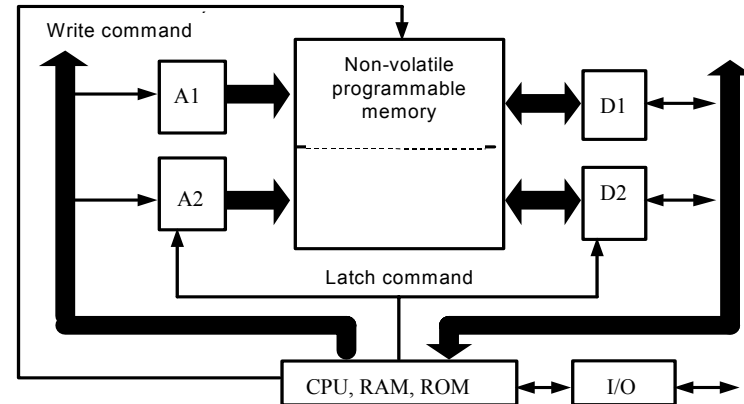 Write command
Non-volatile
programmable
memory
A1
D1
A2
D2
Latch command
CPU, RAM, ROM
I/O